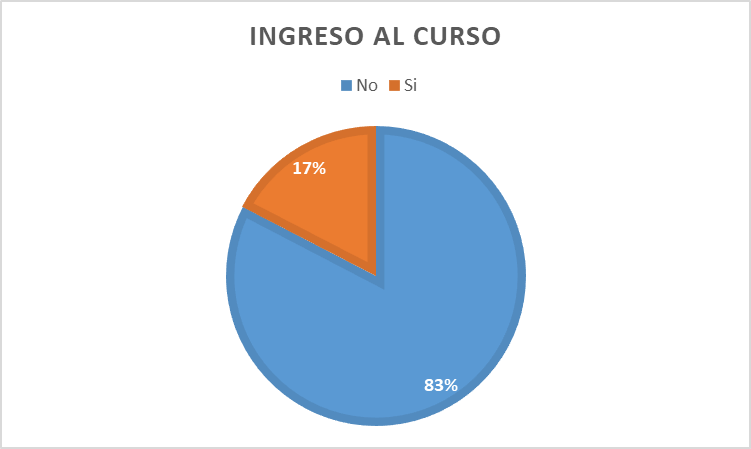 INGRESO AL CURSO
No Si
17%
83%